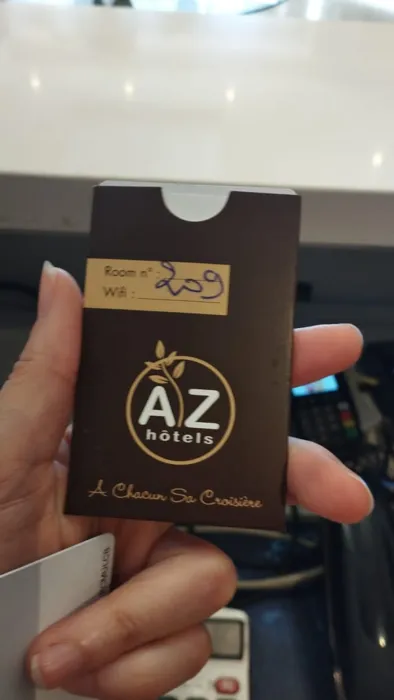 Room n° : 209
Wifi :
AZ
hôtels
A Chacun Sa Croisière